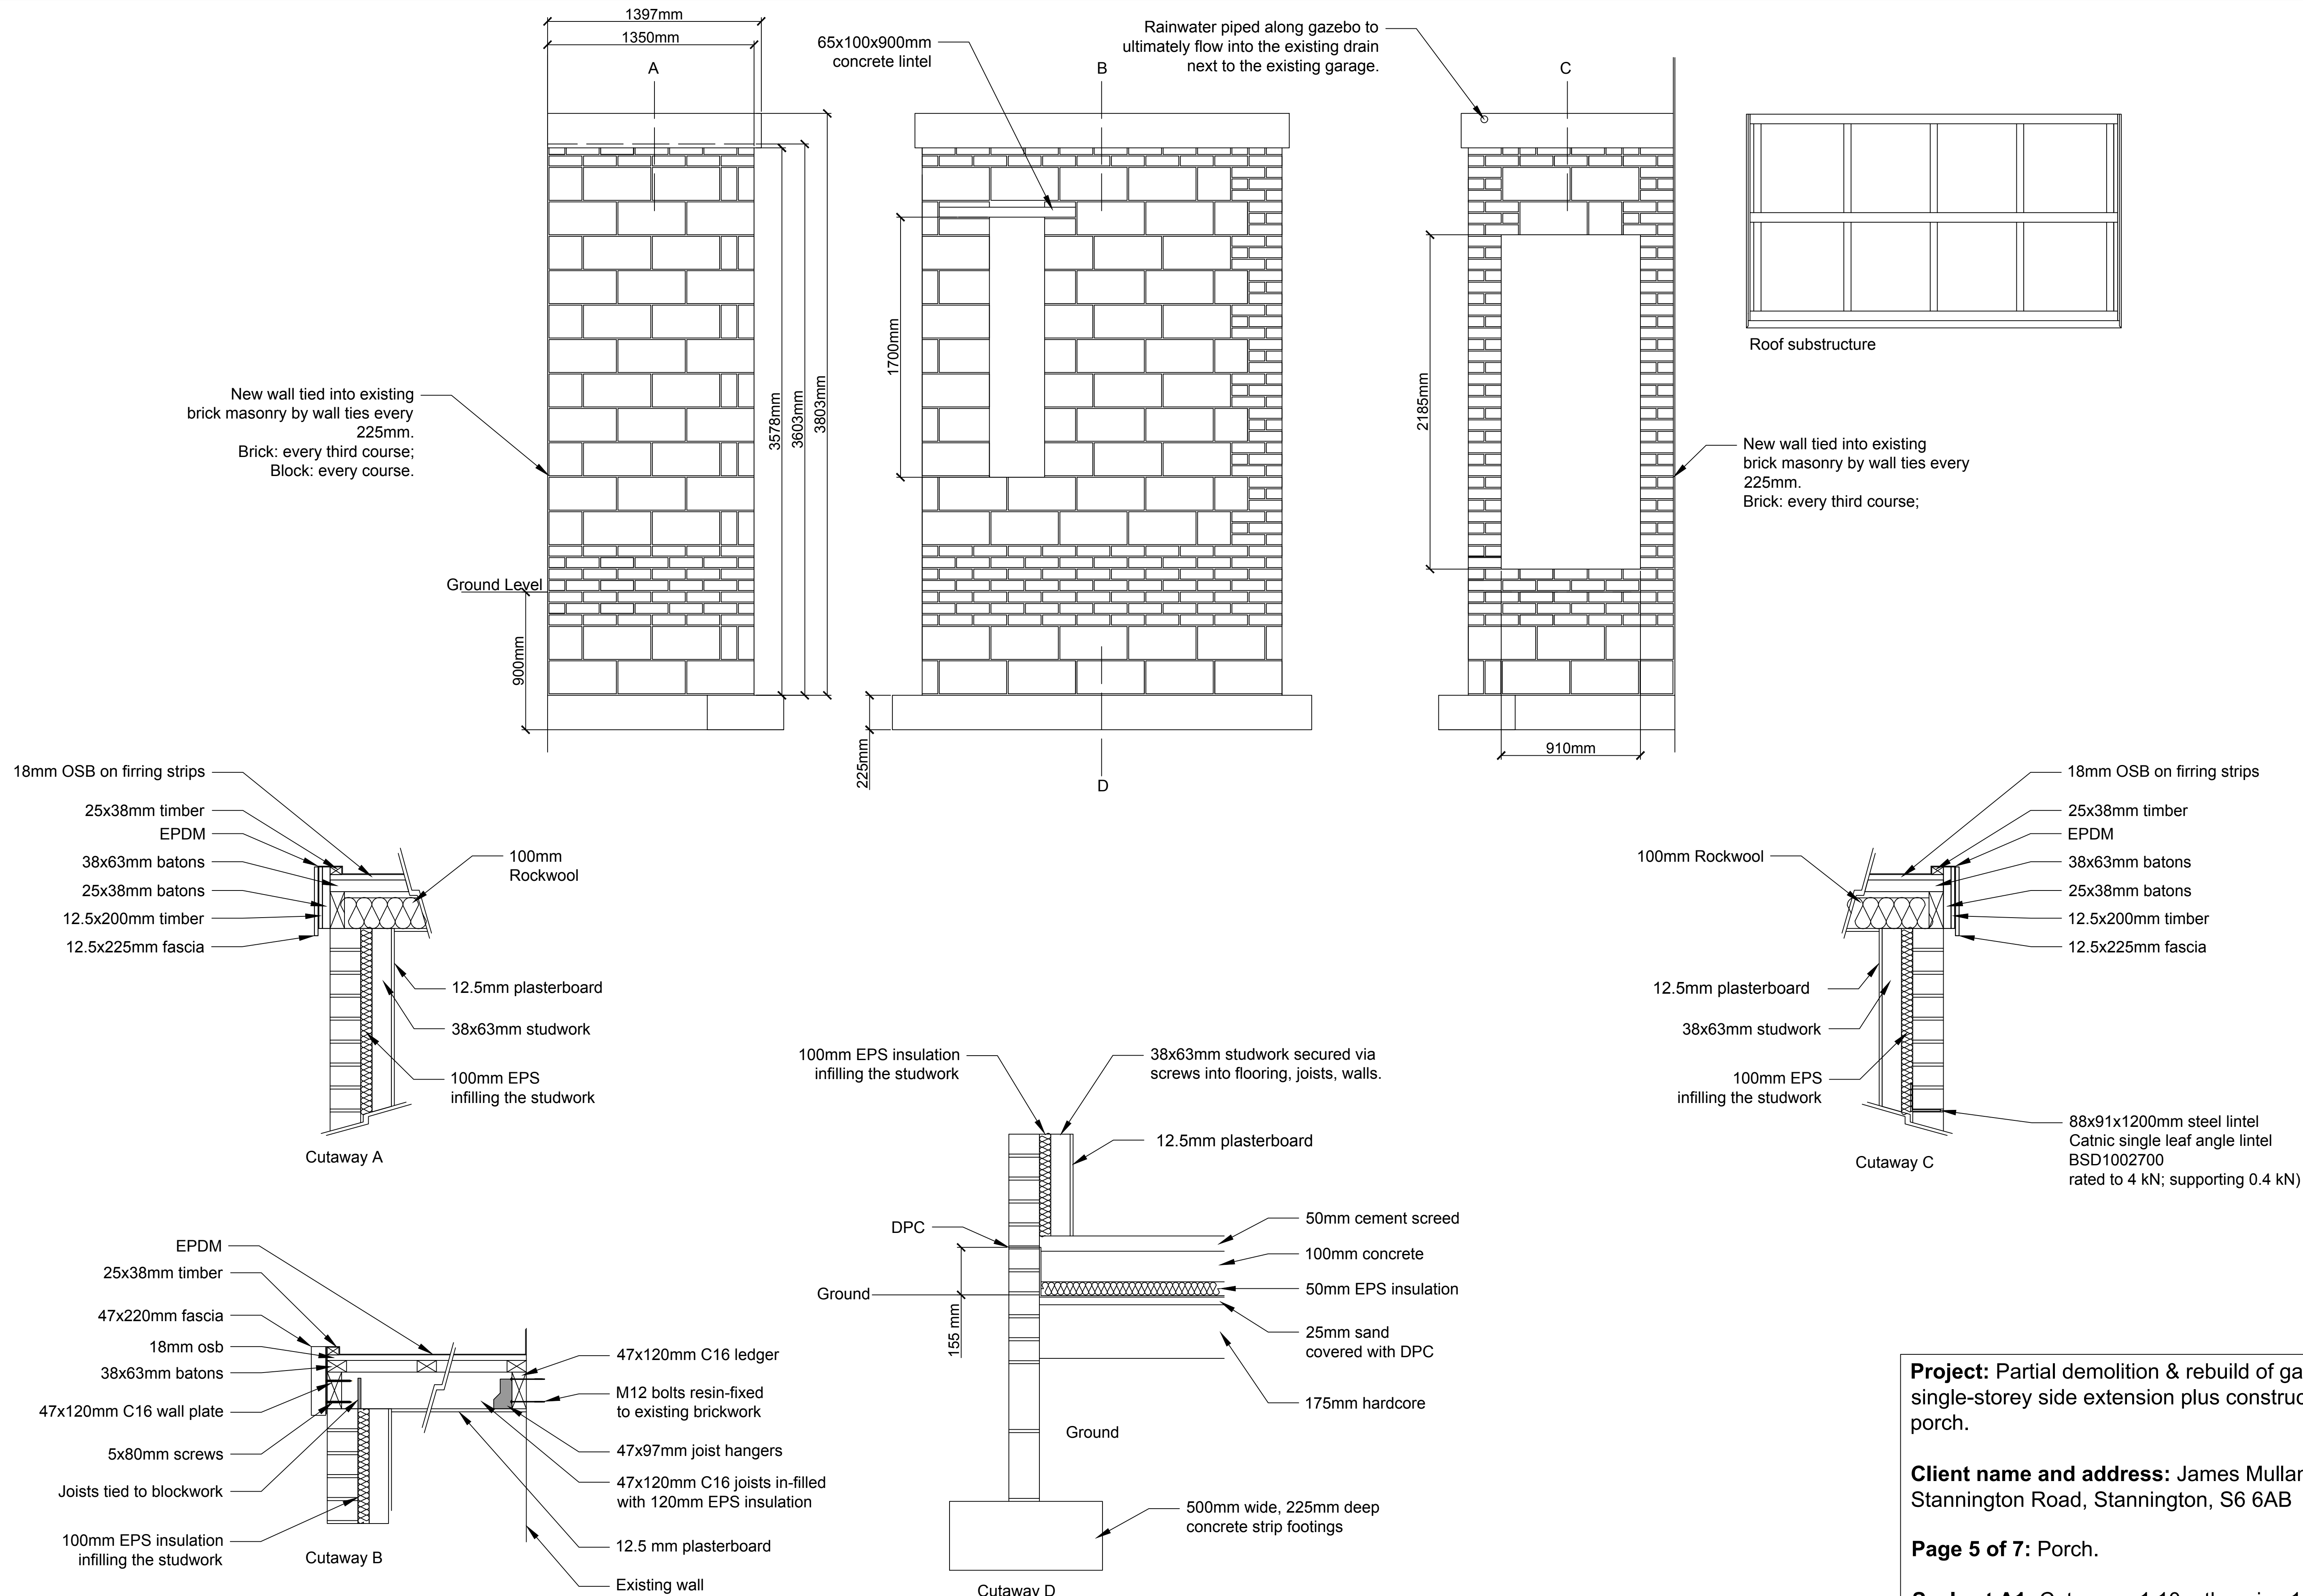 1397mm
1350mm
A
65x100x900mm
concrete lintel
B
Rainwater piped along gazebo to
ultimately flow into the existing drain
next to the existing garage.
C
Roof substructure
New wall tied into existing
brick masonry by wall ties every
225mm.
Brick: every third course;
Block: every course.
Ground Level
900mm
3578mm
3603mm
3803mm
1700mm
225mm
D
2185mm
910mm
New wall tied into existing
brick masonry by wall ties every
225mm.
Brick: every third course;
18mm OSB on firring strips
25x38mm timber
EPDM
38x63mm batons
25x38mm batons
12.5x200mm timber
12.5x225mm fascia
100mm
Rockwool
12.5mm plasterboard
38x63mm studwork
100mm EPS
infilling the studwork
Cutaway A
100mm Rockwool
12.5mm plasterboard
38x63mm studwork
100mm EPS
infilling the studwork
18mm OSB on firring strips
25x38mm timber
EPDM
38x63mm batons
25x38mm batons
12.5x200mm timber
12.5x225mm fascia
88x91x1200mm steel lintel
Catnic single leaf angle lintel
BSD1002700
rated to 4 kN; supporting 0.4 kN)
Cutaway C
EPDM
25x38mm timber
47x220mm fascia
18mm osb
38x63mm batons
47x120mm C16 wall plate
5x80mm screws
Joists tied to blockwork
100mm EPS insulation
infilling the studwork
Cutaway B
47x120mm C16 ledger
M12 bolts resin-fixed
to existing brickwork
47x97mm joist hangers
47x120mm C16 joists in-filled
with 120mm EPS insulation
12.5 mm plasterboard
Existing wall
100mm EPS insulation
infilling the studwork
38x63mm studwork secured via
screws into flooring, joists, walls.
12.5mm plasterboard
DPC
Ground
155 mm
50mm cement screed
100mm concrete
50mm EPS insulation
25mm sand
covered with DPC
175mm hardcore
Ground
500mm wide, 225mm deep
concrete strip footings
Cutaway D
Project: Partial demolition & rebuild of ga
single-storey side extension plus construc
porch.
Client name and address: James Mullar
Stannington Road, Stannington, S6 6AB
Page 5 of 7: Porch.